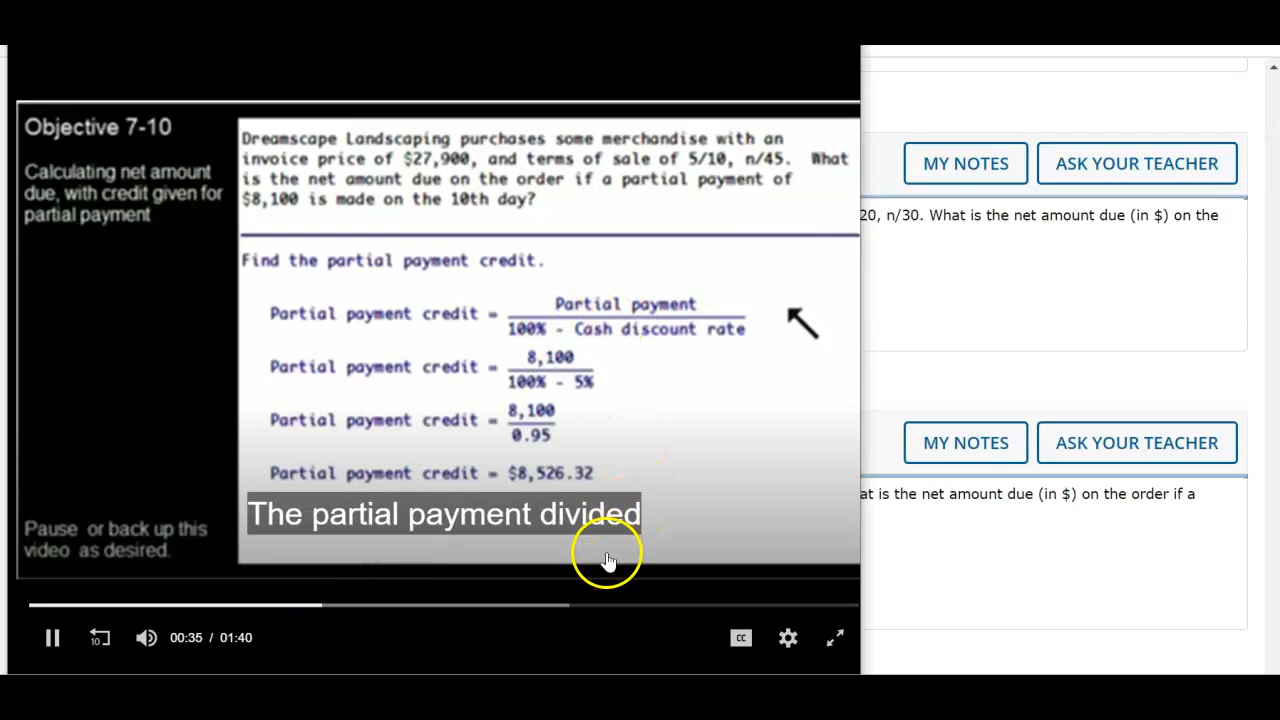 Objective 7-10
Calculating net amount
due, with credit given for
partial payment
Dreamscape Landscaping purchases some merchandise with an
invoice price of $27,900, and terms of sale of 5/10, n/45. What
is the net amount due on the order if a partial payment of
$8,100 is made on the 10th day?
Find the partial payment credit.
Partial payment credit = Partial payment
100% - Cash discount rate
Partial payment credit = 8,100
100% - 5%
Partial payment credit = 8,100
0.95
Partial payment credit = $8,526.32
The partial payment divided
Pause or back up this
video as desired.
00:35 / 01:40
CC
10
MY NOTES
ASK YOUR TEACHER
20, n/30. What is the net amount due (in $) on the
MY NOTES
ASK YOUR TEACHER
at is the net amount due (in $) on the order if a